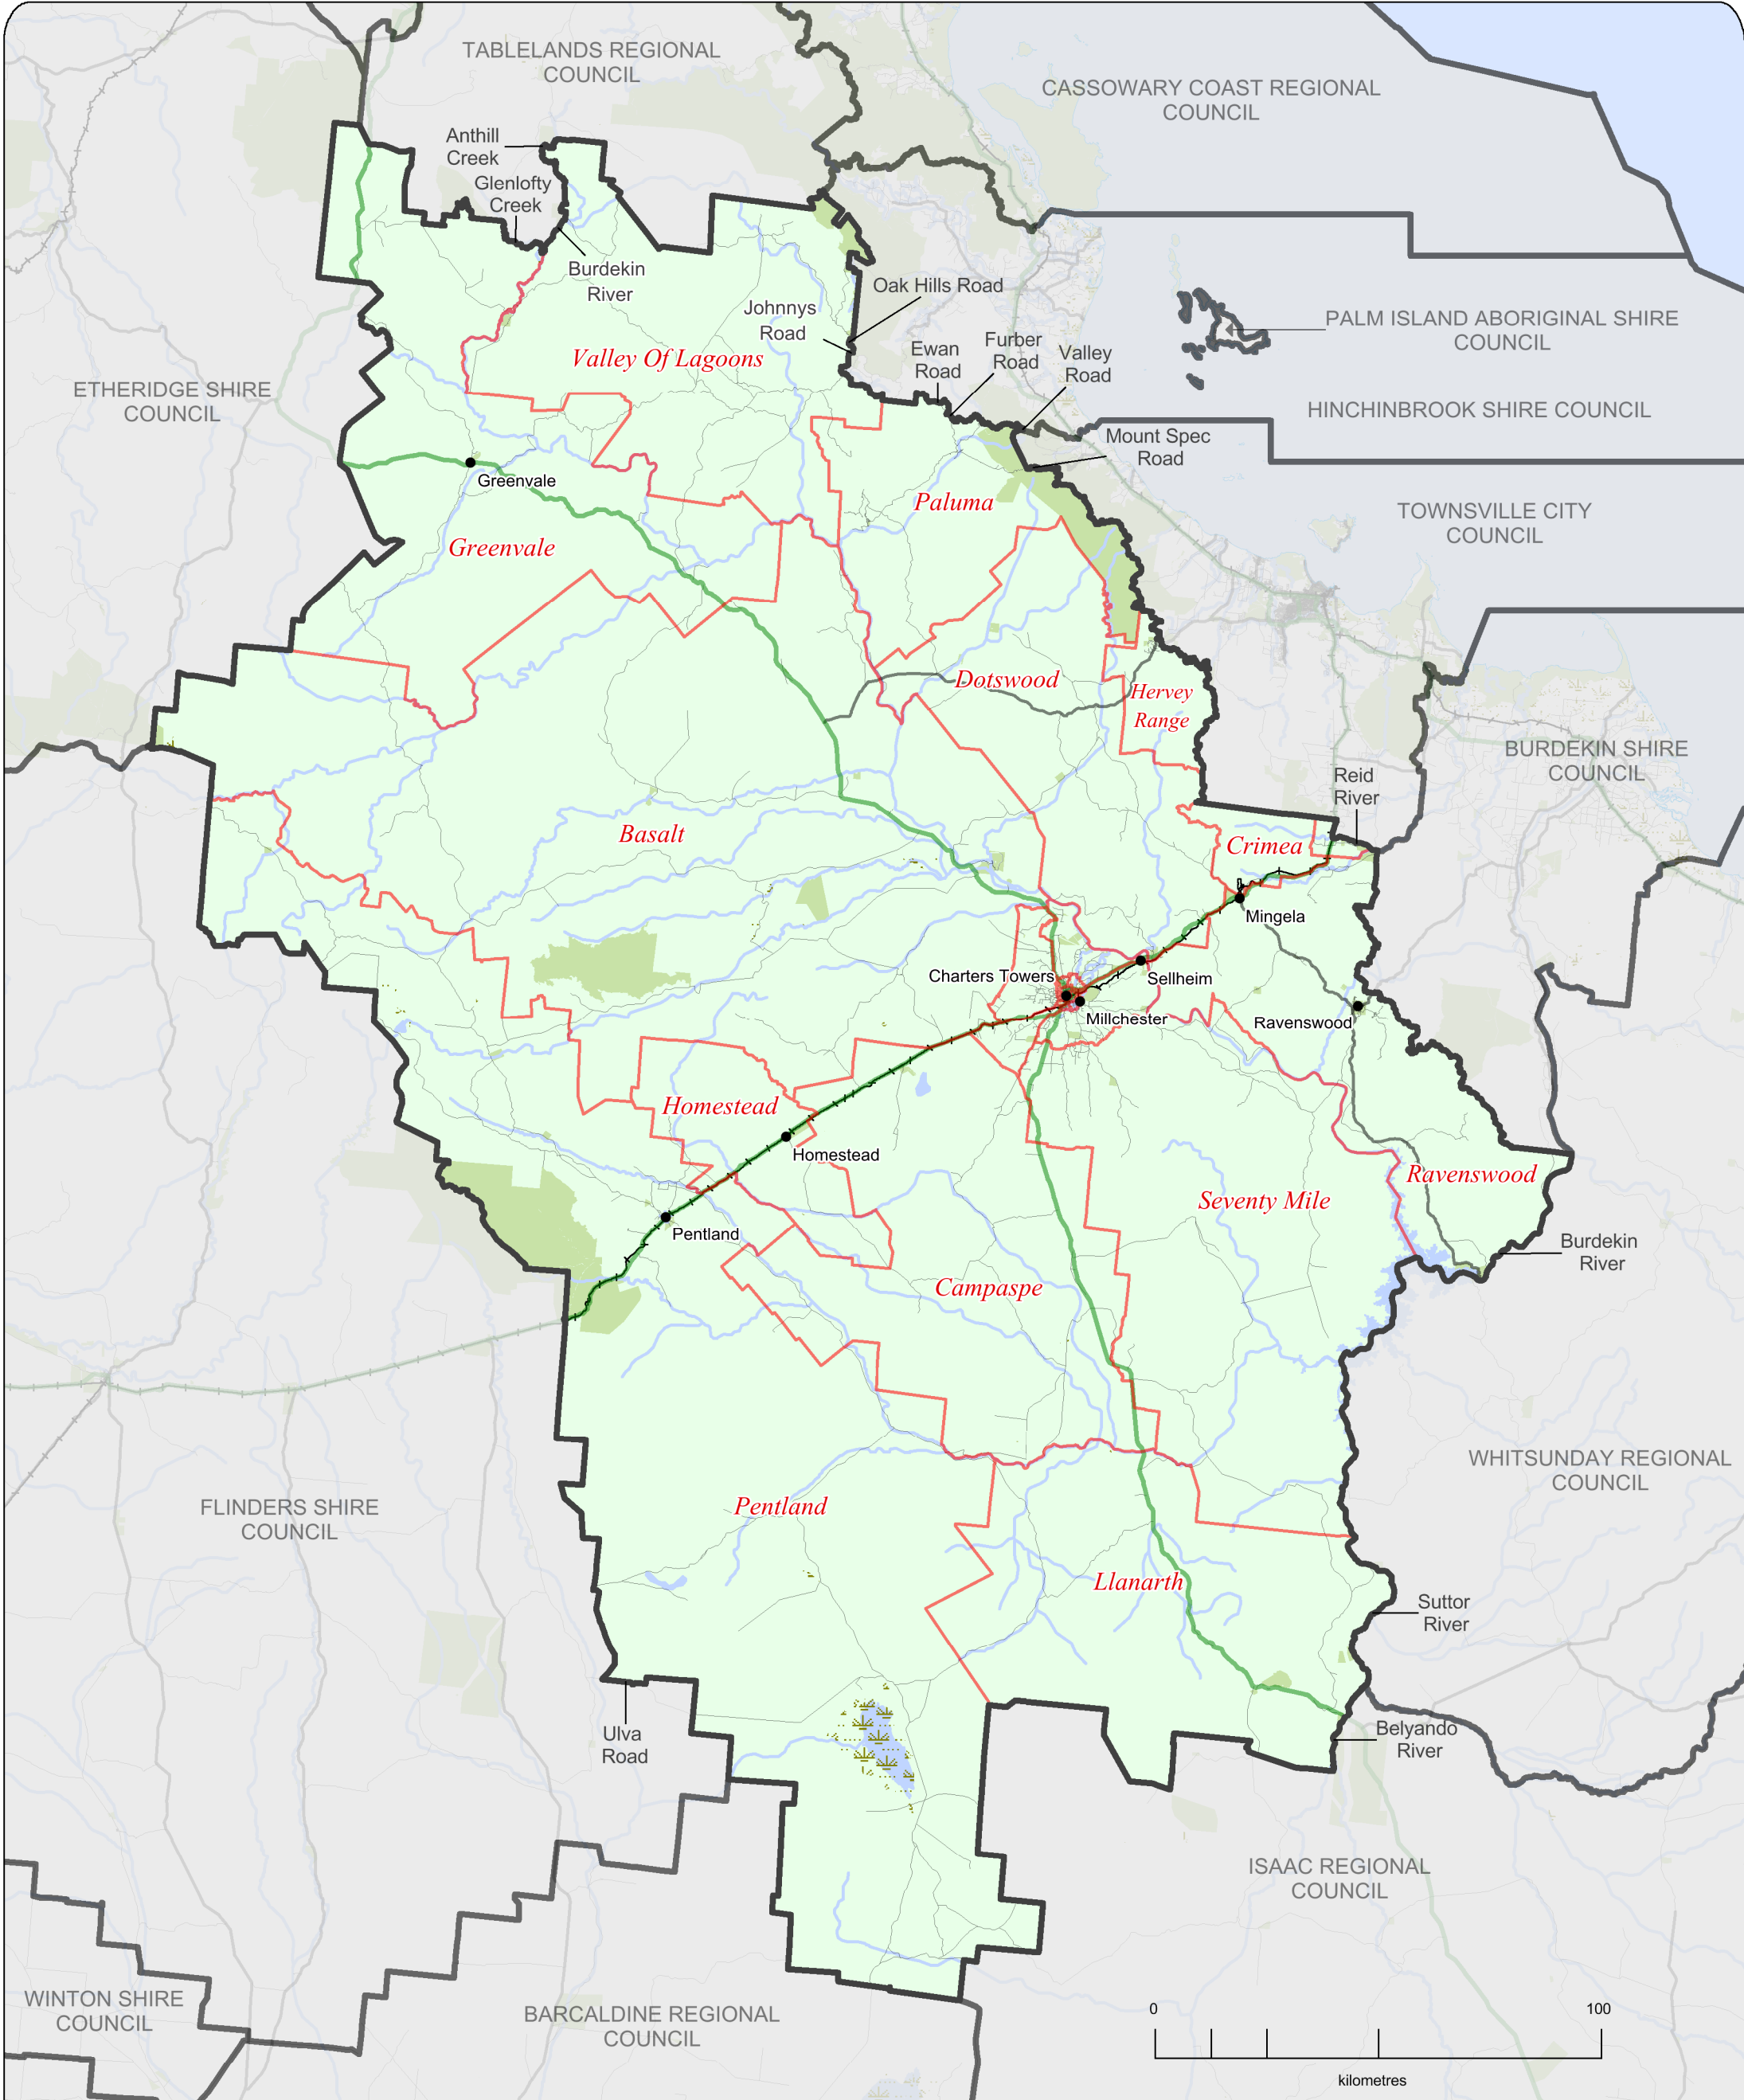 TABLELANDS REGIONAL
COUNCIL
CASSOWARY COAST REGIONAL
COUNCIL
Anthill
Creek
Glenlofty
Creek
Burdekin
River
Oak Hills Road
Johnnys
Road
PALM ISLAND ABORIGINAL SHIRE
COUNCIL
Ewan
Road
Furber
Road
Valley
Road
Valley Of Lagoons
ETHERIDGE SHIRE
COUNCIL
HINCHINBROOK SHIRE COUNCIL
Mount Spec
Road
Greenvale
Paluma
TOWNSVILLE CITY
COUNCIL
Greenvale
Dotswood
Hervey
Range
BURDEKIN SHIRE
COUNCIL
Reid
River
Basalt
Crimea
Mingela
Charters Towers
Sellheim
Millchester
Ravenswood
Homestead
Homestead
Ravenswood
Seventy Mile
Pentland
Burdekin
River
Campaspe
WHITSUNDAY REGIONAL
COUNCIL
FLINDERS SHIRE
COUNCIL
Pentland
Llanarth
Suttor
River
Ulva
Road
Belyando
River
ISAAC REGIONAL
COUNCIL
WINTON SHIRE
COUNCIL
BARCALDINE REGIONAL
COUNCIL
0
100
kilometres